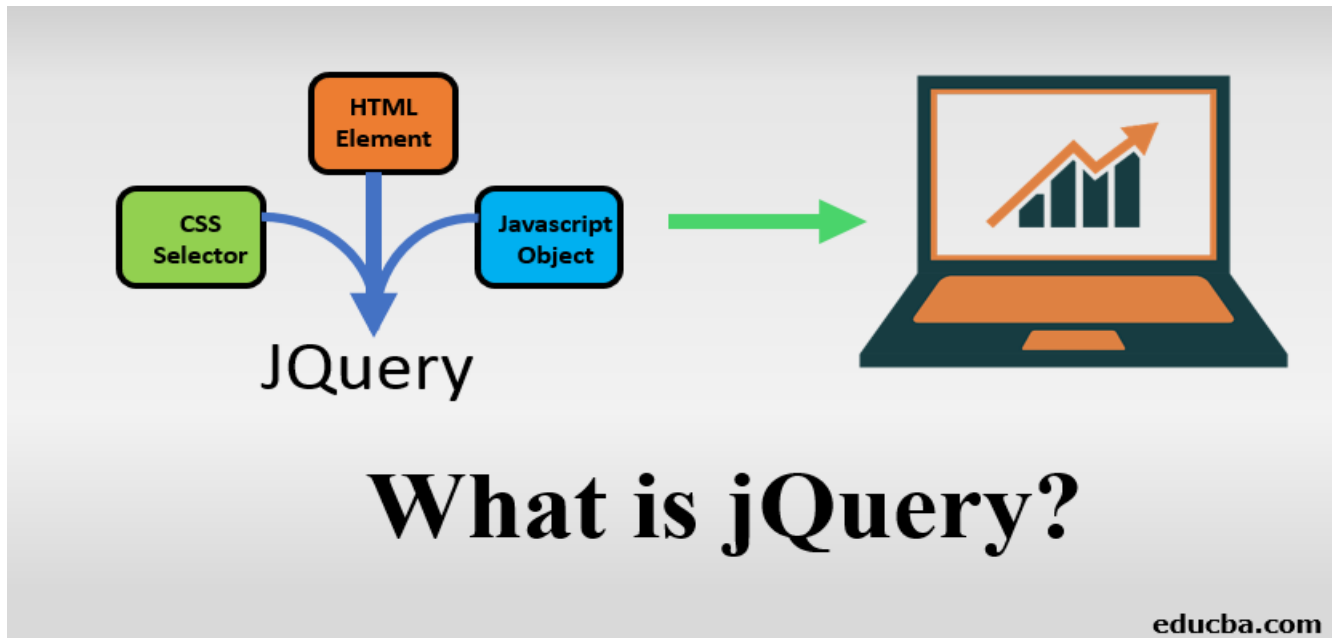 HTML
Element
CSS
Selector
Javascript
Object
JQuery
What is jQuery?
educba.com